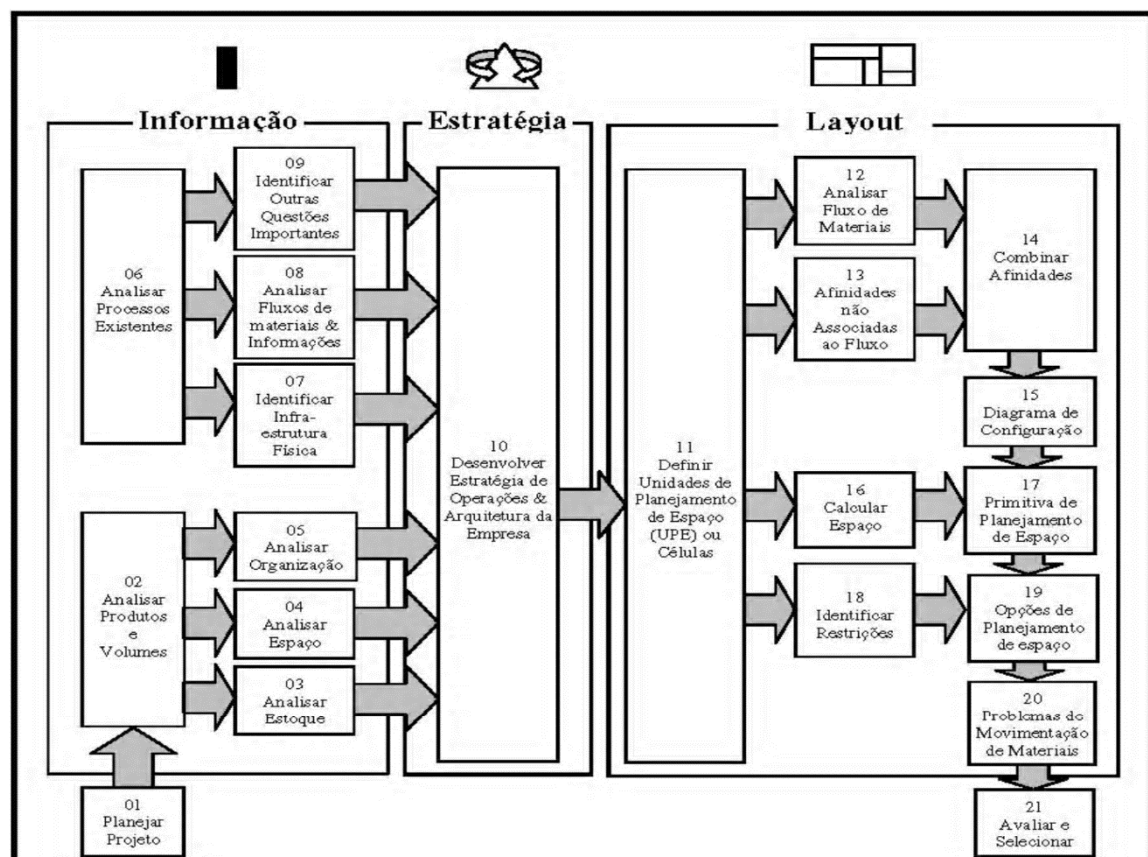 Informação
Estratégia
Layout
09
Identificar
Outras
Questões
Importantes
06
Analisar
Processos
Existentes
08
Analisar
Fluxos de
materiais &
Informações
07
Identificar
Infra-
estrutura
Física
05
Analisar
Organização
02
Analisar
Produtos
e
Volumes
04
Analisar
Espaço
03
Analisar
Estoque
01
Planejar
Projeto
10
Desenvolver
Estratégia de
Operações &
Arquitetura da
Empresa
11
Definir
Unidades de
Planejamento
de Espaço
(UPE) ou
Células
12
Analisar
Fluxo de
Materiais
13
Afinidades
não
Associadas
ao Fluxo
14
Combinar
Afinidades
15
Diagrama de
Configuração
16
Calcular
Espaço
17
Primitiva de
Planejamento
de Espaço
18
Identificar
Restrições
19
Opções de
Planejamento
de espaço
20
Problemas do
Movimentação
de Materiais
21
Avaliar e
Selecionar